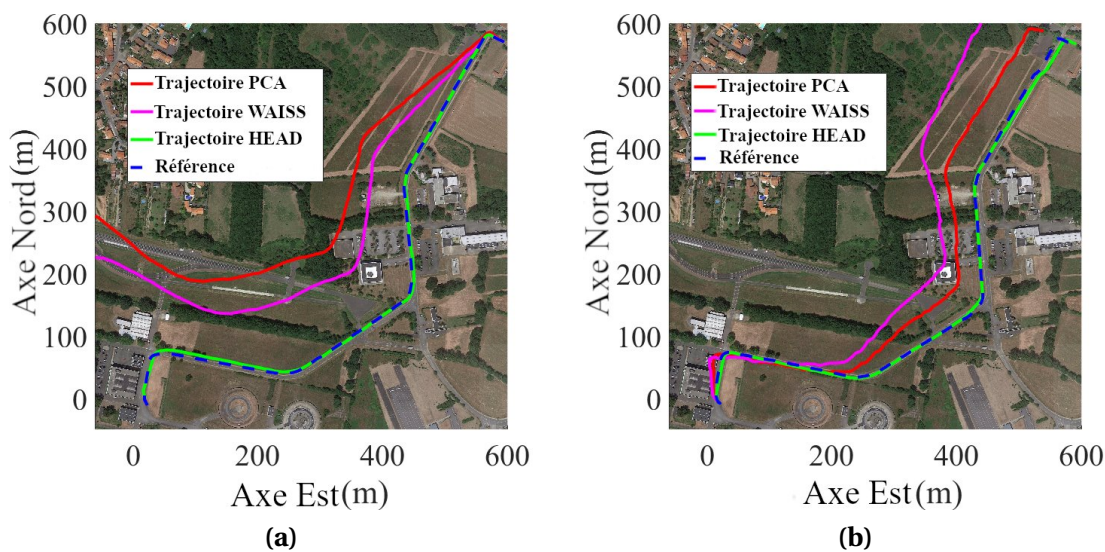 600
500
400
300
200
100
0
Axe Nord (m)
Trajectoire PCA
Trajectoire WAISS
Trajectoire HEAD
Référence
0
200
400
600
Axe Est (m)
(a)
600
500
400
300
200
100
0
Axe Nord (m)
Trajectoire PCA
Trajectoire WAISS
Trajectoire HEAD
Référence
0
200
400
600
Axe Est (m)
(b)